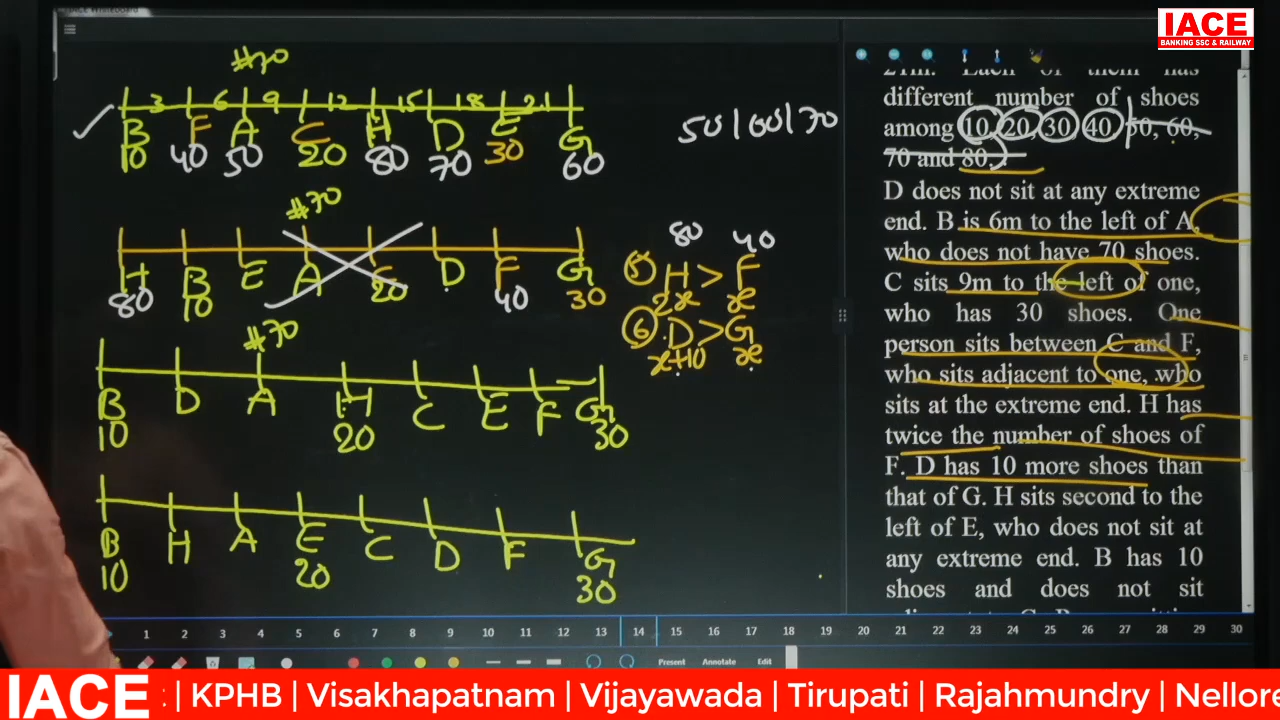 IACE
BANKING SSC & RAILWAY
#70
3 6 9 12 15 18 21
B F A C H D E G
10 40 50 20 80 70 30 60
50/60/70
#70
H B E A C D F G
80 10 20 40 30
80 40
⑤ H > F
2x x
⑥ D > G
x+10 x
#70
B D A H C E F G
10 20 30
B H A E C D F G
10 20 30
21m. Each of them has
different number of shoes
among 10, 20, 30, 40, 50, 60,
70 and 80.
D does not sit at any extreme
end. B is 6m to the left of A,
who does not have 70 shoes.
C sits 9m to the left of one,
who has 30 shoes. One
person sits between C and F,
who sits adjacent to one, who
sits at the extreme end. H has
twice the number of shoes of
F. D has 10 more shoes than
that of G. H sits second to the
left of E, who does not sit at
any extreme end. B has 10
shoes and does not sit
1 2 3 4 5 6 7 8 9 10 11 12 13 14 15 16 17 18 19 20 21 22 23 24 25 26 27 28 29 30
Present Annotate Edit
IACE | KPHB | Visakhapatnam | Vijayawada | Tirupati | Rajahmundry | Nellore